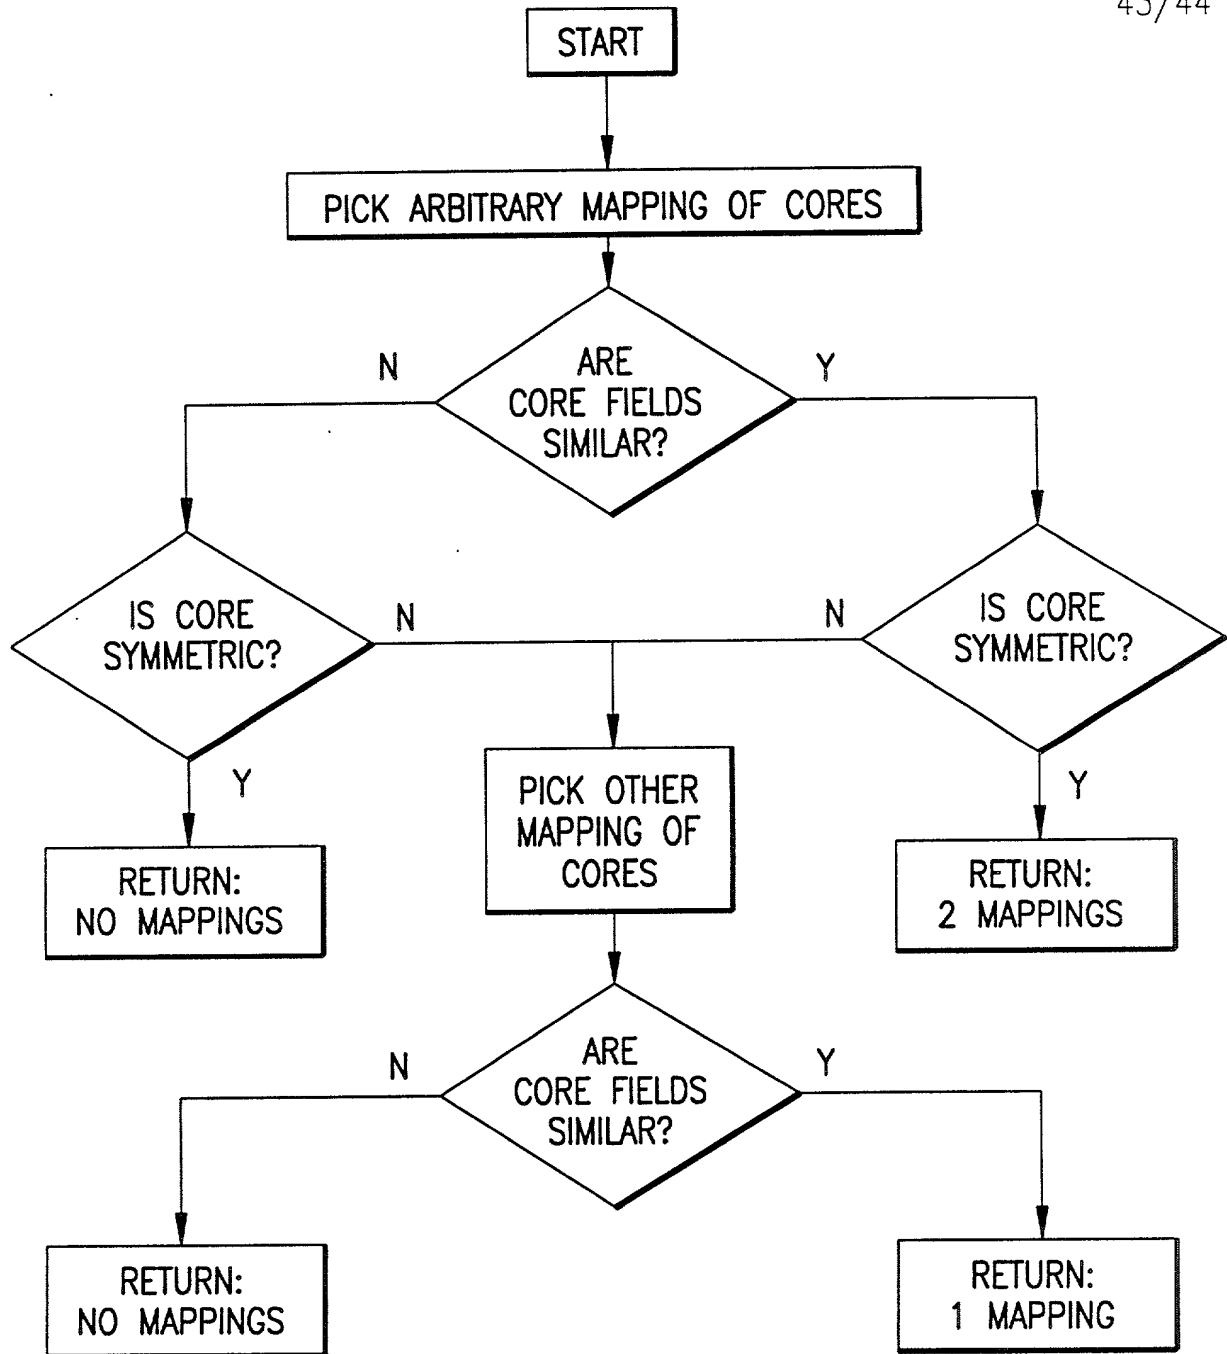 43/44
START
PICK ARBITRARY MAPPING OF CORES
N
ARE
CORE FIELDS
SIMILAR?
Y
IS CORE
SYMMETRIC?
N
N
IS CORE
SYMMETRIC?
Y
Y
PICK OTHER
MAPPING OF
CORES
RETURN:
NO MAPPINGS
RETURN:
2 MAPPINGS
N
ARE
CORE FIELDS
SIMILAR?
Y
RETURN:
NO MAPPINGS
RETURN:
1 MAPPING